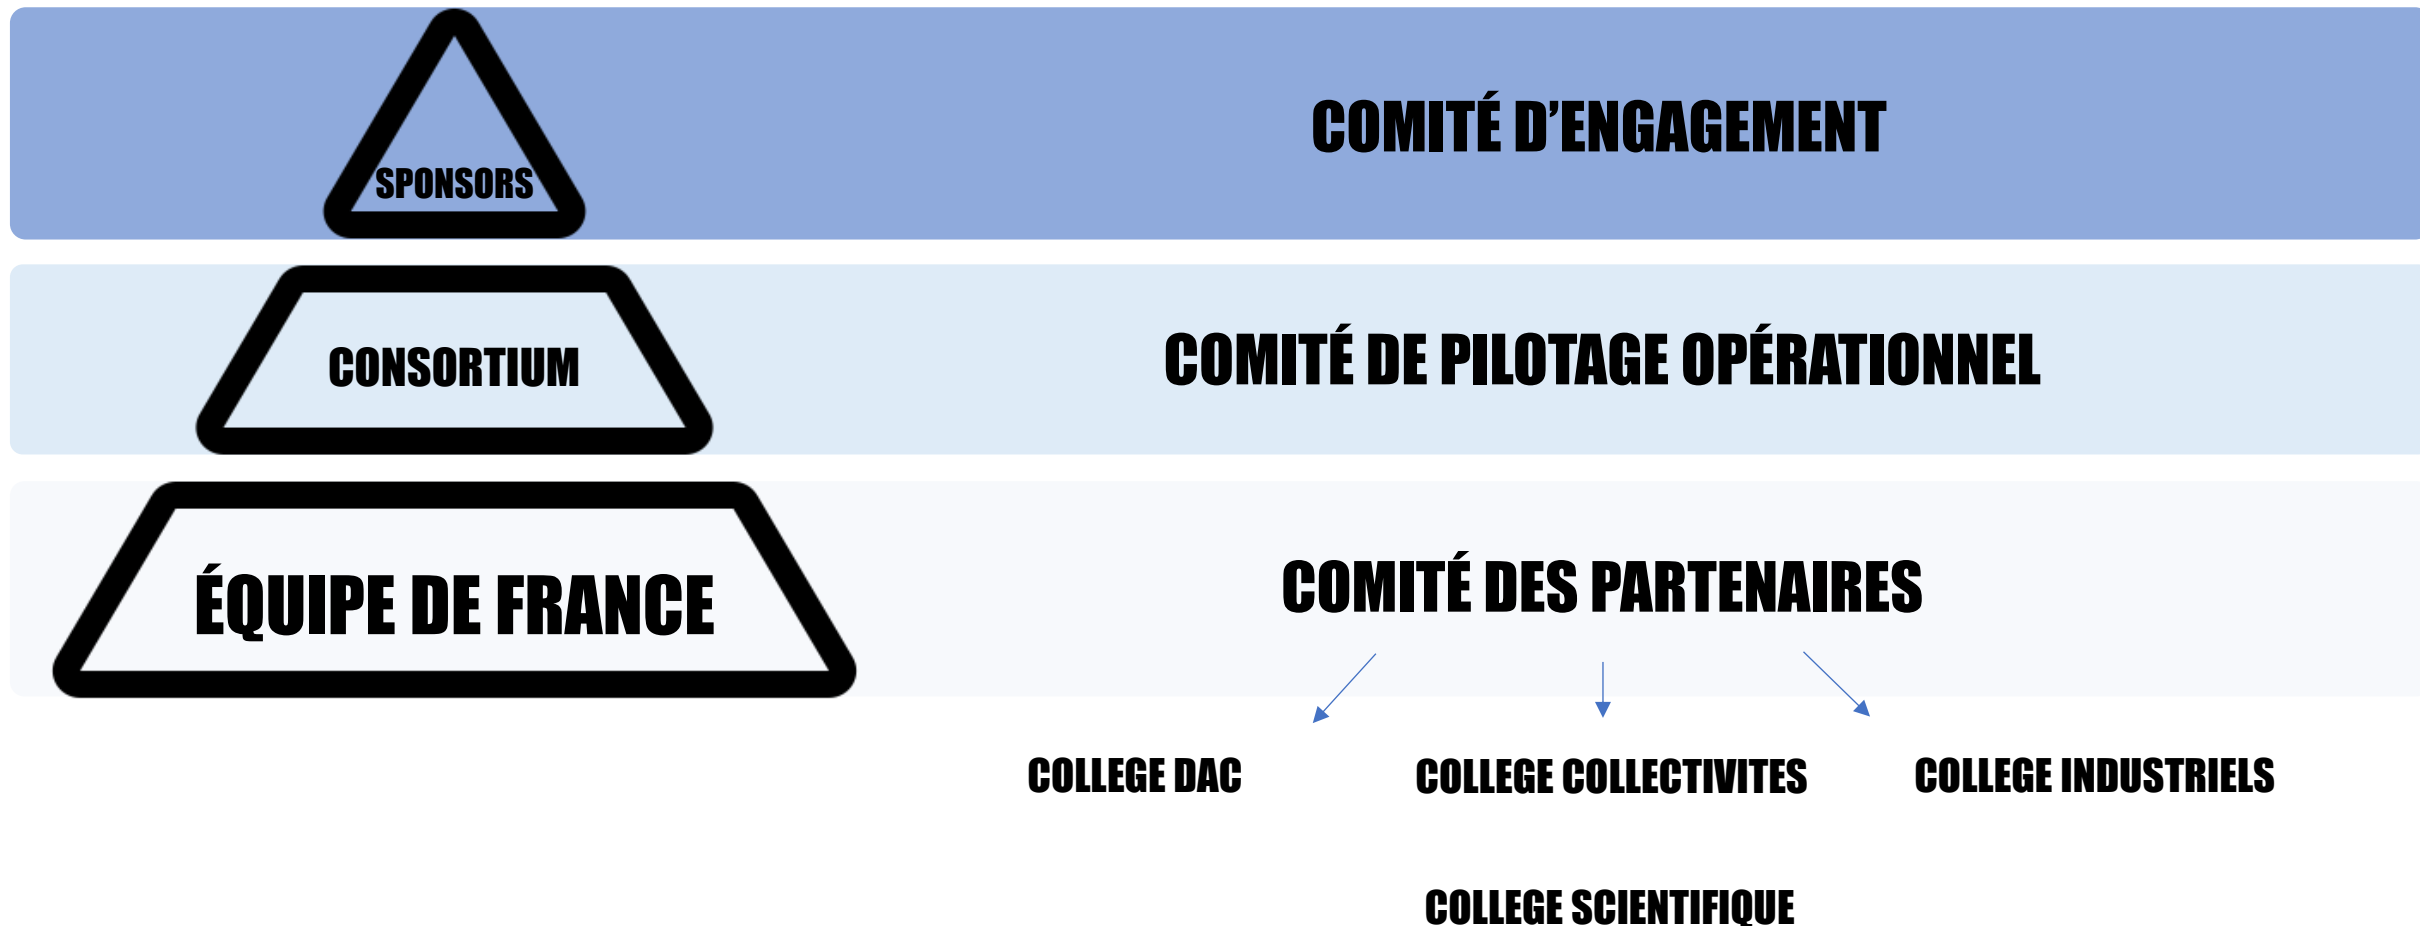 SPONSORS
COMITÉ D’ENGAGEMENT
CONSORTIUM
COMITÉ DE PILOTAGE OPÉRATIONNEL
ÉQUIPE DE FRANCE
COMITÉ DES PARTENAIRES
COLLEGE DAC
COLLEGE COLLECTIVITES
COLLEGE INDUSTRIELS
COLLEGE SCIENTIFIQUE